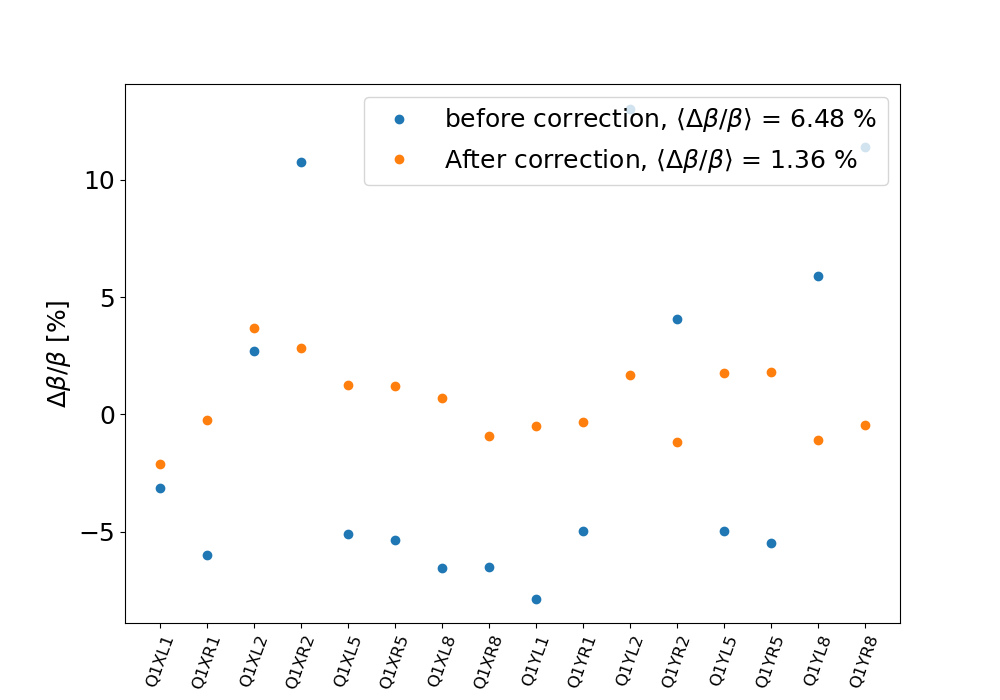 before correction, ⟨Δβ/β⟩ = 6.48 %
After correction, ⟨Δβ/β⟩ = 1.36 %
10
5
0
−5
Δβ/β [%]
Q1XL1
Q1XR1
Q1XL2
Q1XR2
Q1XL5
Q1XR5
Q1XL8
Q1XR8
Q1YL1
Q1YR1
Q1YL2
Q1YR2
Q1YL5
Q1YR5
Q1YL8
Q1YR8